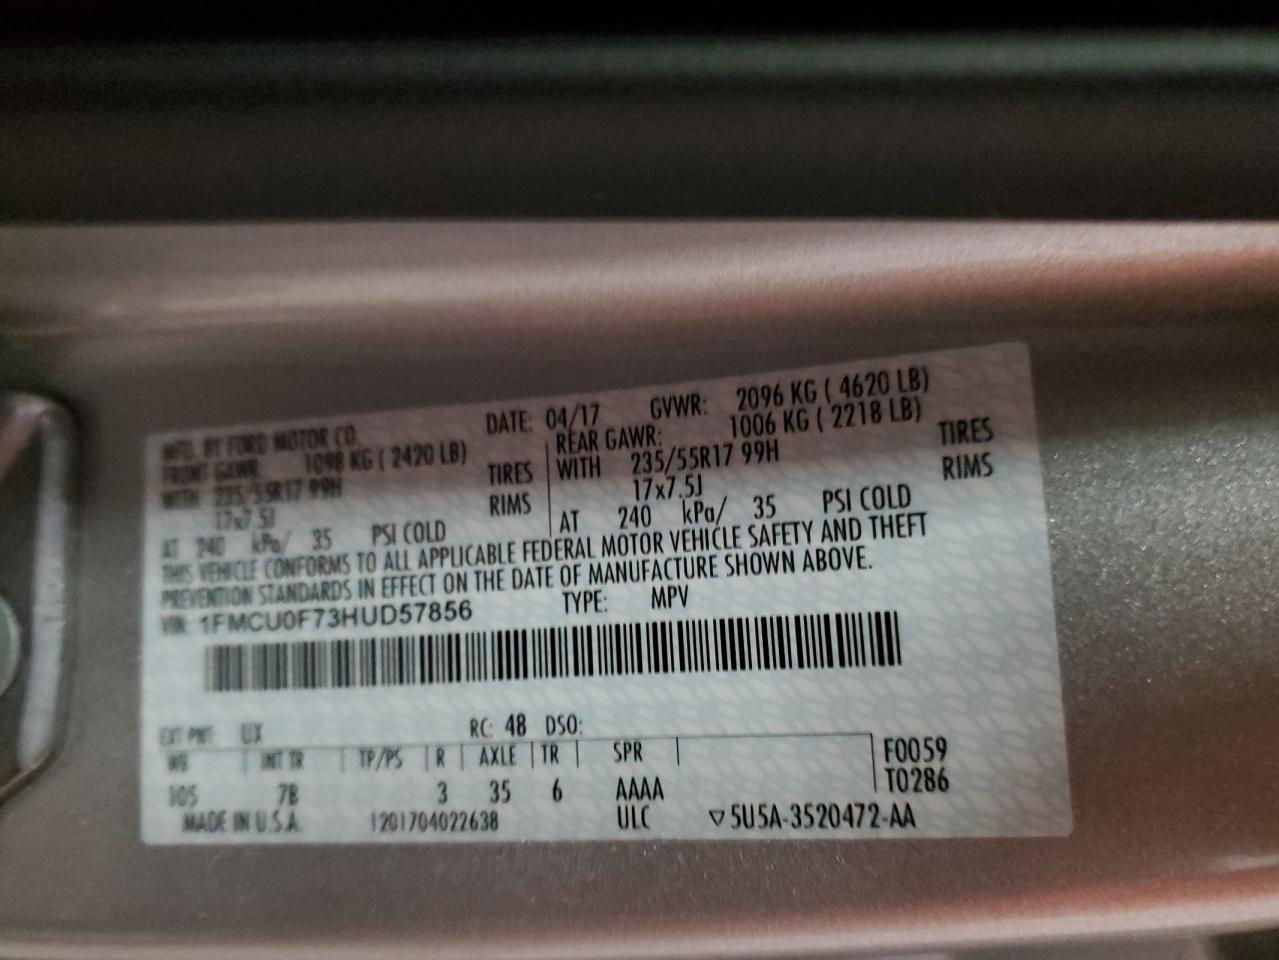 MFD. BY FORD MOTOR CO. DATE: 04/17 GVWR: 2096 KG ( 4620 LB)
FRONT GAWR: 1098 KG ( 2420 LB) REAR GAWR: 1006 KG ( 2218 LB)
WITH 235/55R17 99H TIRES WITH 235/55R17 99H TIRES
17x7.5J RIMS 17x7.5J RIMS
AT 240 kPa/ 35 PSI COLD AT 240 kPa/ 35 PSI COLD
THIS VEHICLE CONFORMS TO ALL APPLICABLE FEDERAL MOTOR VEHICLE SAFETY AND THEFT
PREVENTION STANDARDS IN EFFECT ON THE DATE OF MANUFACTURE SHOWN ABOVE.
VIN: 1FMCU0F73HUD57856 TYPE: MPV
EXT PNT: UX RC: 48 DSO:
WB INT TR TP/PS R AXLE TR SPR F0059
105 7B 3 35 6 AAAA T0286
MADE IN U.S.A. 1201704022638 ULC ▽5U5A-3520472-AA